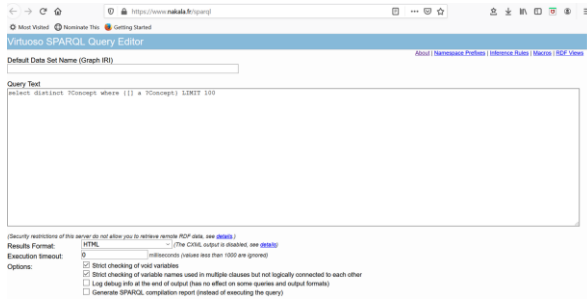 https://www.nakala.fr/sparql
Most Visited Nominate This Getting Started
Virtuoso SPARQL Query Editor
About | Namespace Prefixes | Inference Rules | Macros | RDF Views
Default Data Set Name (Graph IRI)
Query Text
select distinct ?Concept where {[] a ?Concept} LIMIT 100
(Security restrictions of this server do not allow you to retrieve remote RDF data, see details.)
Results Format: HTML (The CXML output is disabled, see details)
Execution timeout: 0 milliseconds (values less than 1000 are ignored)
Options: Strict checking of void variables
Strict checking of variable names used in multiple clauses but not logically connected to each other
Log debug info at the end of output (has no effect on some queries and output formats)
Generate SPARQL compilation report (instead of executing the query)